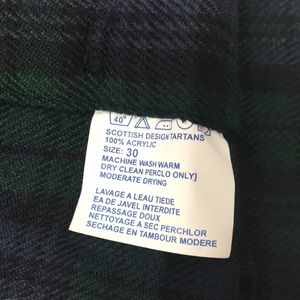 40°
SCOTTISH DESIGN TARTANS
100% ACRYLIC
SIZE: 30
MACHINE WASH WARM
DRY CLEAN PERCLO ONLY]
MODERATE DRYING
LAVAGE A LEAU TIEDE
EA DE JAVEL INTERDITE
REPASSAGE DOUX
NETTOYAGE A SEC PERCHLOR
SECHAGE EN TAMBOUR MODERE